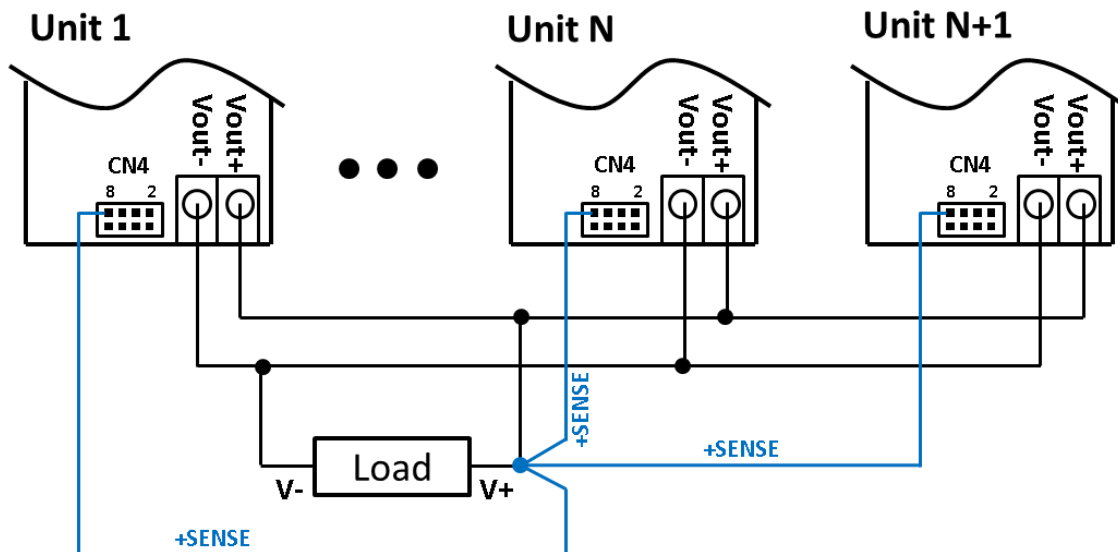 Unit 1
Unit N
Unit N+1
Vout-
Vout+
Vout-
Vout+
Vout-
Vout+
CN4
CN4
CN4
8 2
8 2
8 2
+SENSE
+SENSE
Load
V-
V+
+SENSE